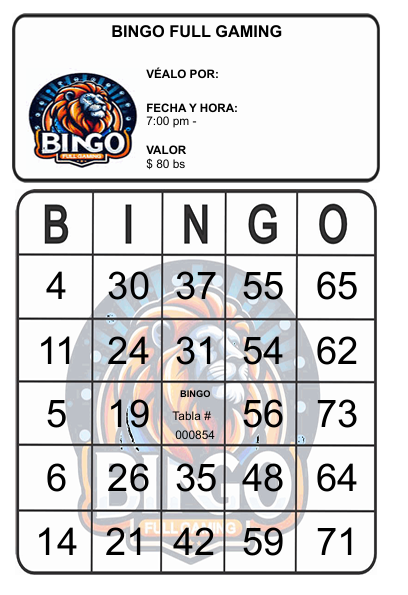 BINGO FULL GAMING
VÉALO POR:
FECHA Y HORA:
7:00 pm -
VALOR
$ 80 bs
BINGO
FULL GAMING
B I N G O
4 30 37 55 65
11 24 31 54 62
5 19 BINGO 56 73
Tabla #
000854
6 26 35 48 64
14 21 42 59 71
BINGO
FULL GAMING